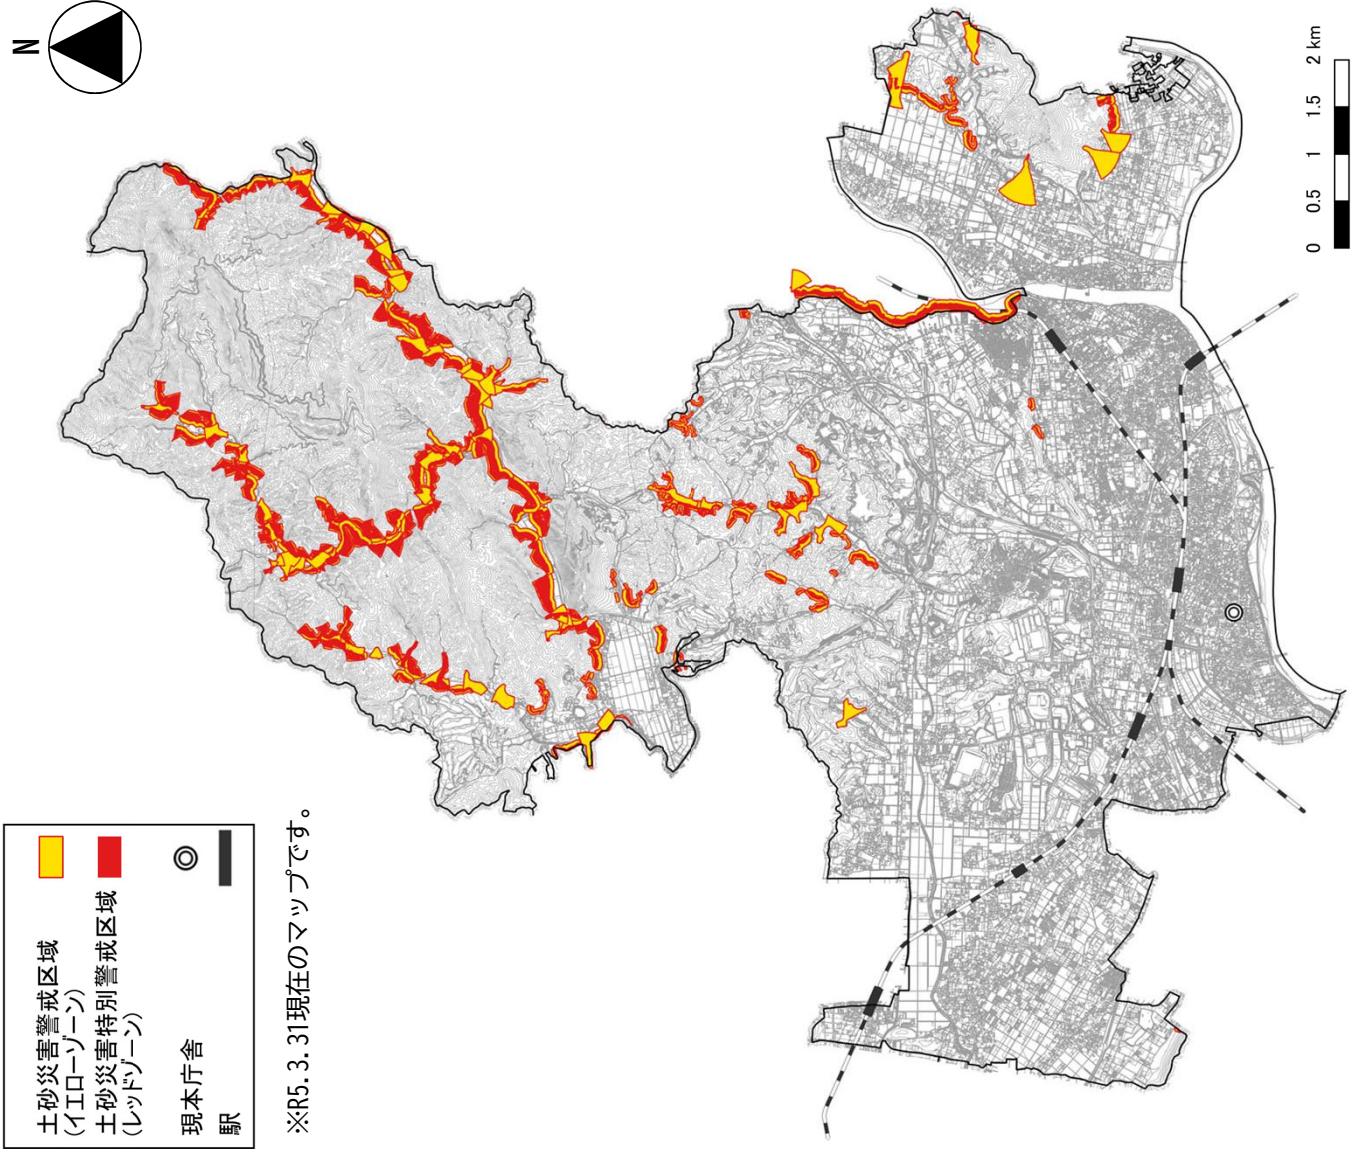 N
土砂災害警戒区域
(イエローゾーン)
土砂災害特別警戒区域
(レッドゾーン)
現本庁舎
駅
※R5.3.31現在のマップです。
0 0.5 1 1.5 2 km